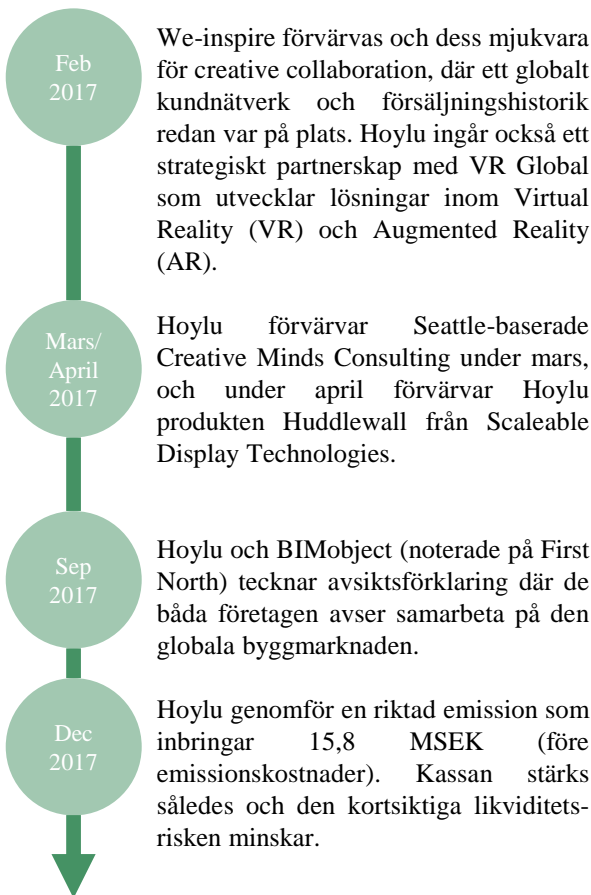 Feb
2017
We-inspire förvärvas och dess mjukvara
för creative collaboration, där ett globalt
kundnätverk och försäljningshistorik
redan var på plats. Hoylu ingår också ett
strategiskt partnerskap med VR Global
som utvecklar lösningar inom Virtual
Reality (VR) och Augmented Reality
(AR).
Mars/
April
2017
Hoylu förvärvar Seattle-baserade
Creative Minds Consulting under mars,
och under april förvärvar Hoylu
produkten Huddlewall från Scaleable
Display Technologies.
Sep
2017
Hoylu och BIMobject (noterade på First
North) tecknar avsiktsförklaring där de
båda företagen avser samarbeta på den
globala byggmarknaden.
Dec
2017
Hoylu genomför en riktad emission som
inbringar 15,8 MSEK (före
emissionskostnader). Kassan stärks
således och den kortsiktiga likviditets-
risken minskar.